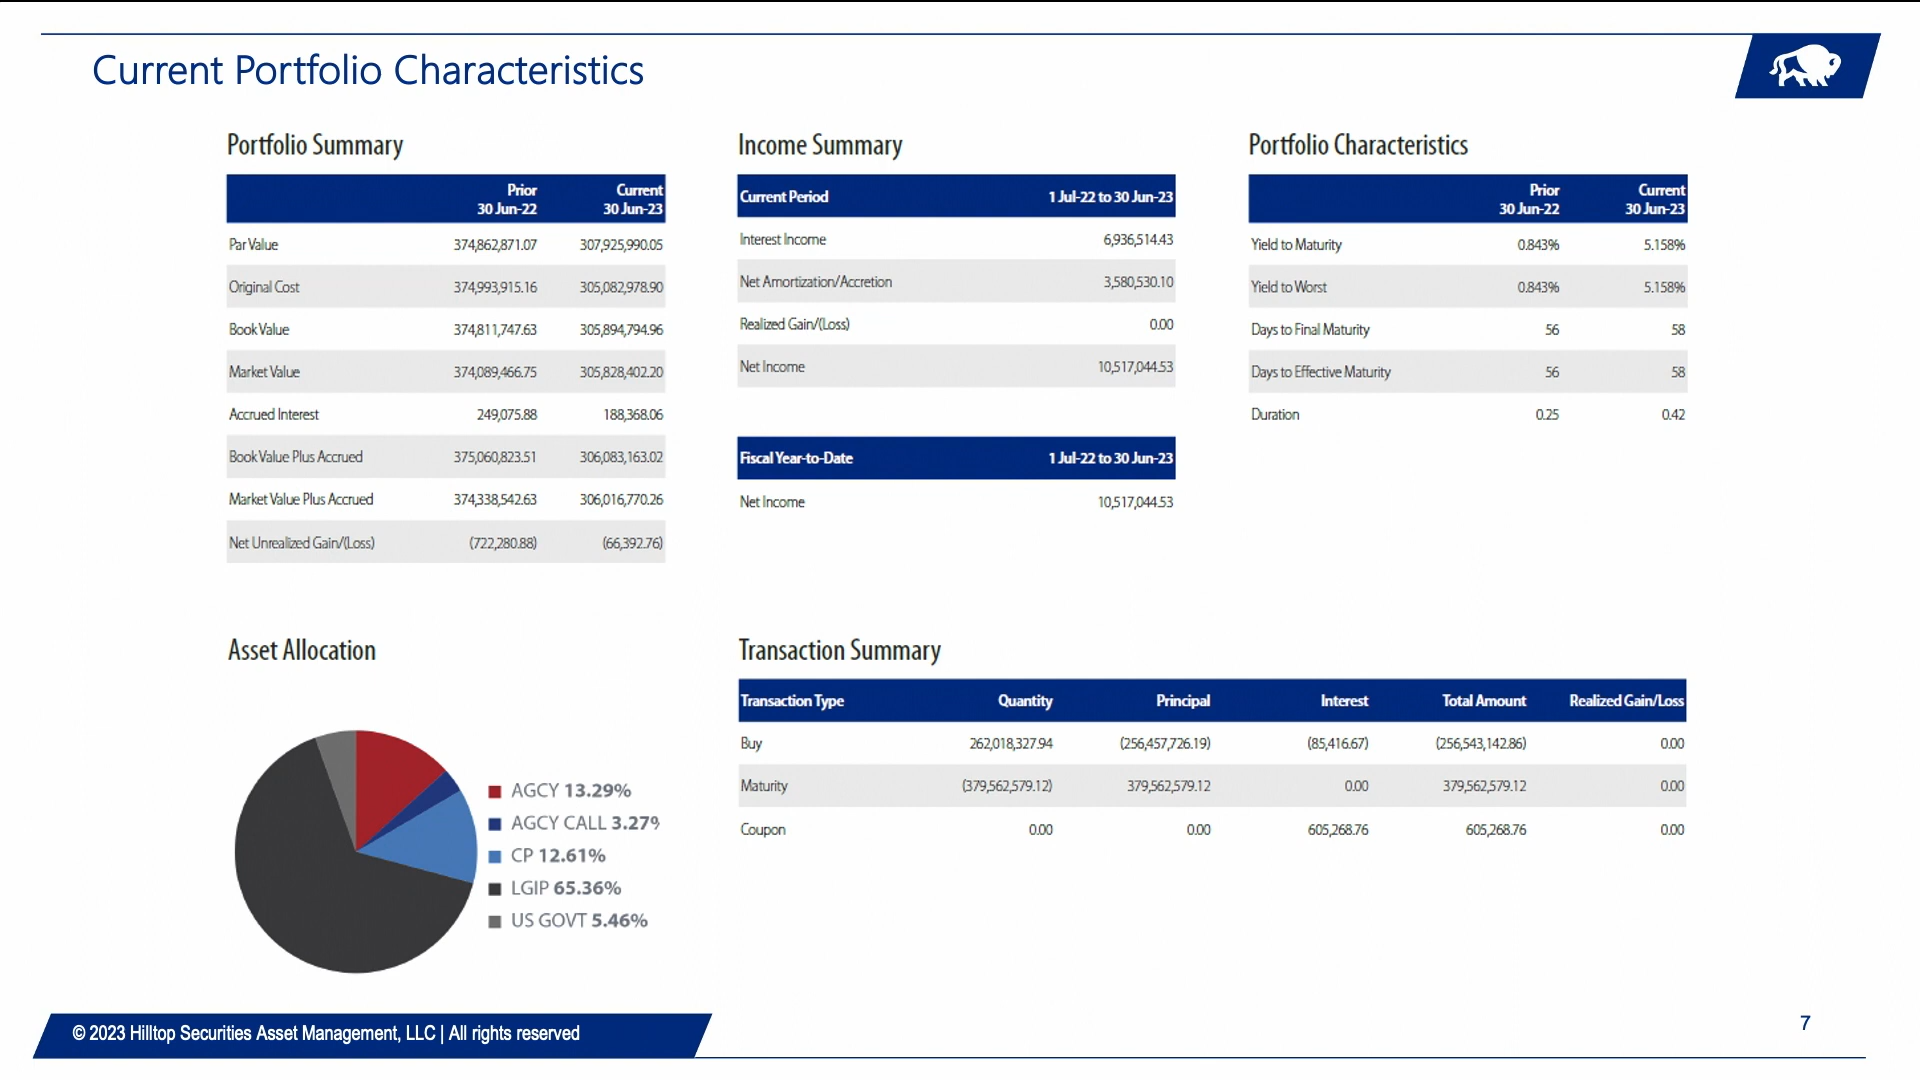 Current Portfolio Characteristics
Portfolio Summary
Prior Current
30 Jun-22 30 Jun-23
Par Value 374,862,871.07 307,925,990.05
Original Cost 374,993,915.16 305,082,978.90
Book Value 374,811,747.63 305,894,794.96
Market Value 374,089,466.75 305,828,402.20
Accrued Interest 249,075.88 188,368.06
Book Value Plus Accrued 375,060,823.51 306,083,163.02
Market Value Plus Accrued 374,338,542.63 306,016,770.26
Net Unrealized Gain/(Loss) (722,280.88) (66,392.76)
Income Summary
Current Period 1 Jul-22 to 30 Jun-23
Interest Income 6,936,514.43
Net Amortization/Accretion 3,580,530.10
Realized Gain/(Loss) 0.00
Net Income 10,517,044.53
Fiscal Year-to-Date 1 Jul-22 to 30 Jun-23
Net Income 10,517,044.53
Portfolio Characteristics
Prior Current
30 Jun-22 30 Jun-23
Yield to Maturity 0.843% 5.158%
Yield to Worst 0.843% 5.158%
Days to Final Maturity 56 58
Days to Effective Maturity 56 58
Duration 0.25 0.42
Asset Allocation
AGCY 13.29%
AGCY CALL 3.27%
CP 12.61%
LGIP 65.36%
US GOVT 5.46%
Transaction Summary
Transaction Type Quantity Principal Interest Total Amount Realized Gain/Loss
Buy 262,018,327.94 (256,457,726.19) (85,416.67) (256,543,142.86) 0.00
Maturity (379,562,579.12) 379,562,579.12 0.00 379,562,579.12 0.00
Coupon 0.00 0.00 605,268.76 605,268.76 0.00
© 2023 Hilltop Securities Asset Management, LLC | All rights reserved
7